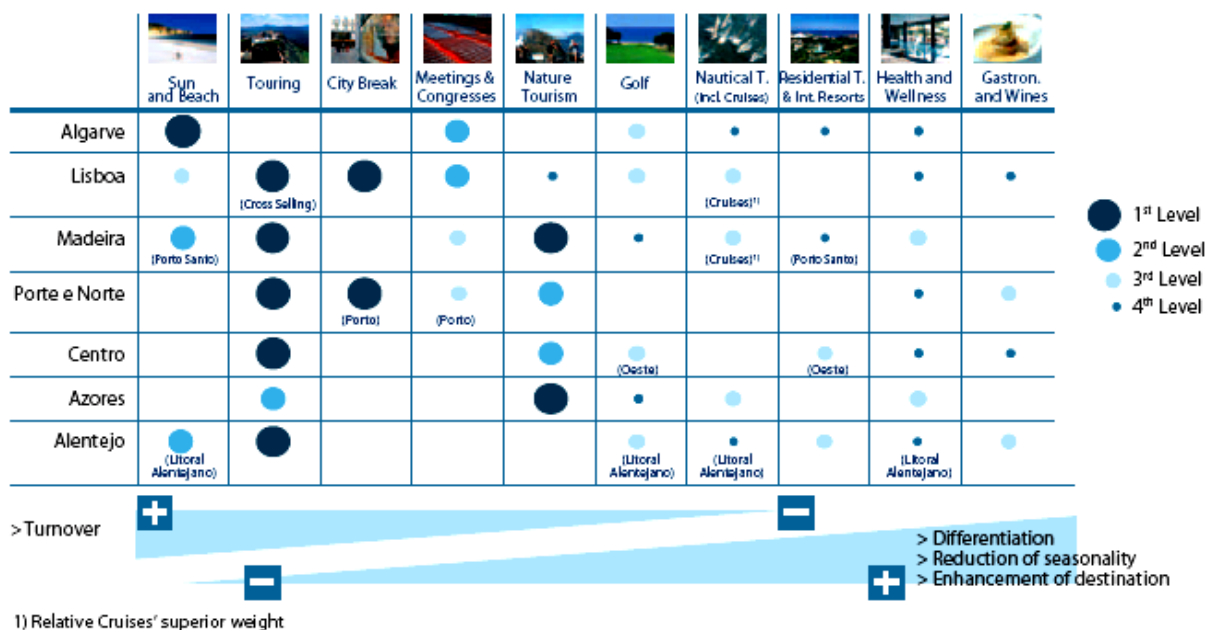 Sun
and Beach
Touring
City Break
Meetings &
Congresses
Nature
Tourism
Golf
Nautical T.
(Incl. Cruises)
Residential T.
& Int. Resorts
Health and
Wellness
Gastron.
and Wines
Algarve
Lisboa
(Cross Selling)
(Cruises)¹⁾
Madeira
(Porto Santo)
(Cruises)¹⁾
(Porto Santo)
Porte e Norte
(Porto)
(Porto)
Centro
(Oeste)
(Oeste)
Azores
Alentejo
(Litoral
Alentejano)
(Litoral
Alentejano)
(Litoral
Alentejano)
(Litoral
Alentejano)
1st Level
2nd Level
3rd Level
4th Level
+
−
> Turnover
> Differentiation
> Reduction of seasonality
> Enhancement of destination
−
+
1) Relative Cruises' superior weight